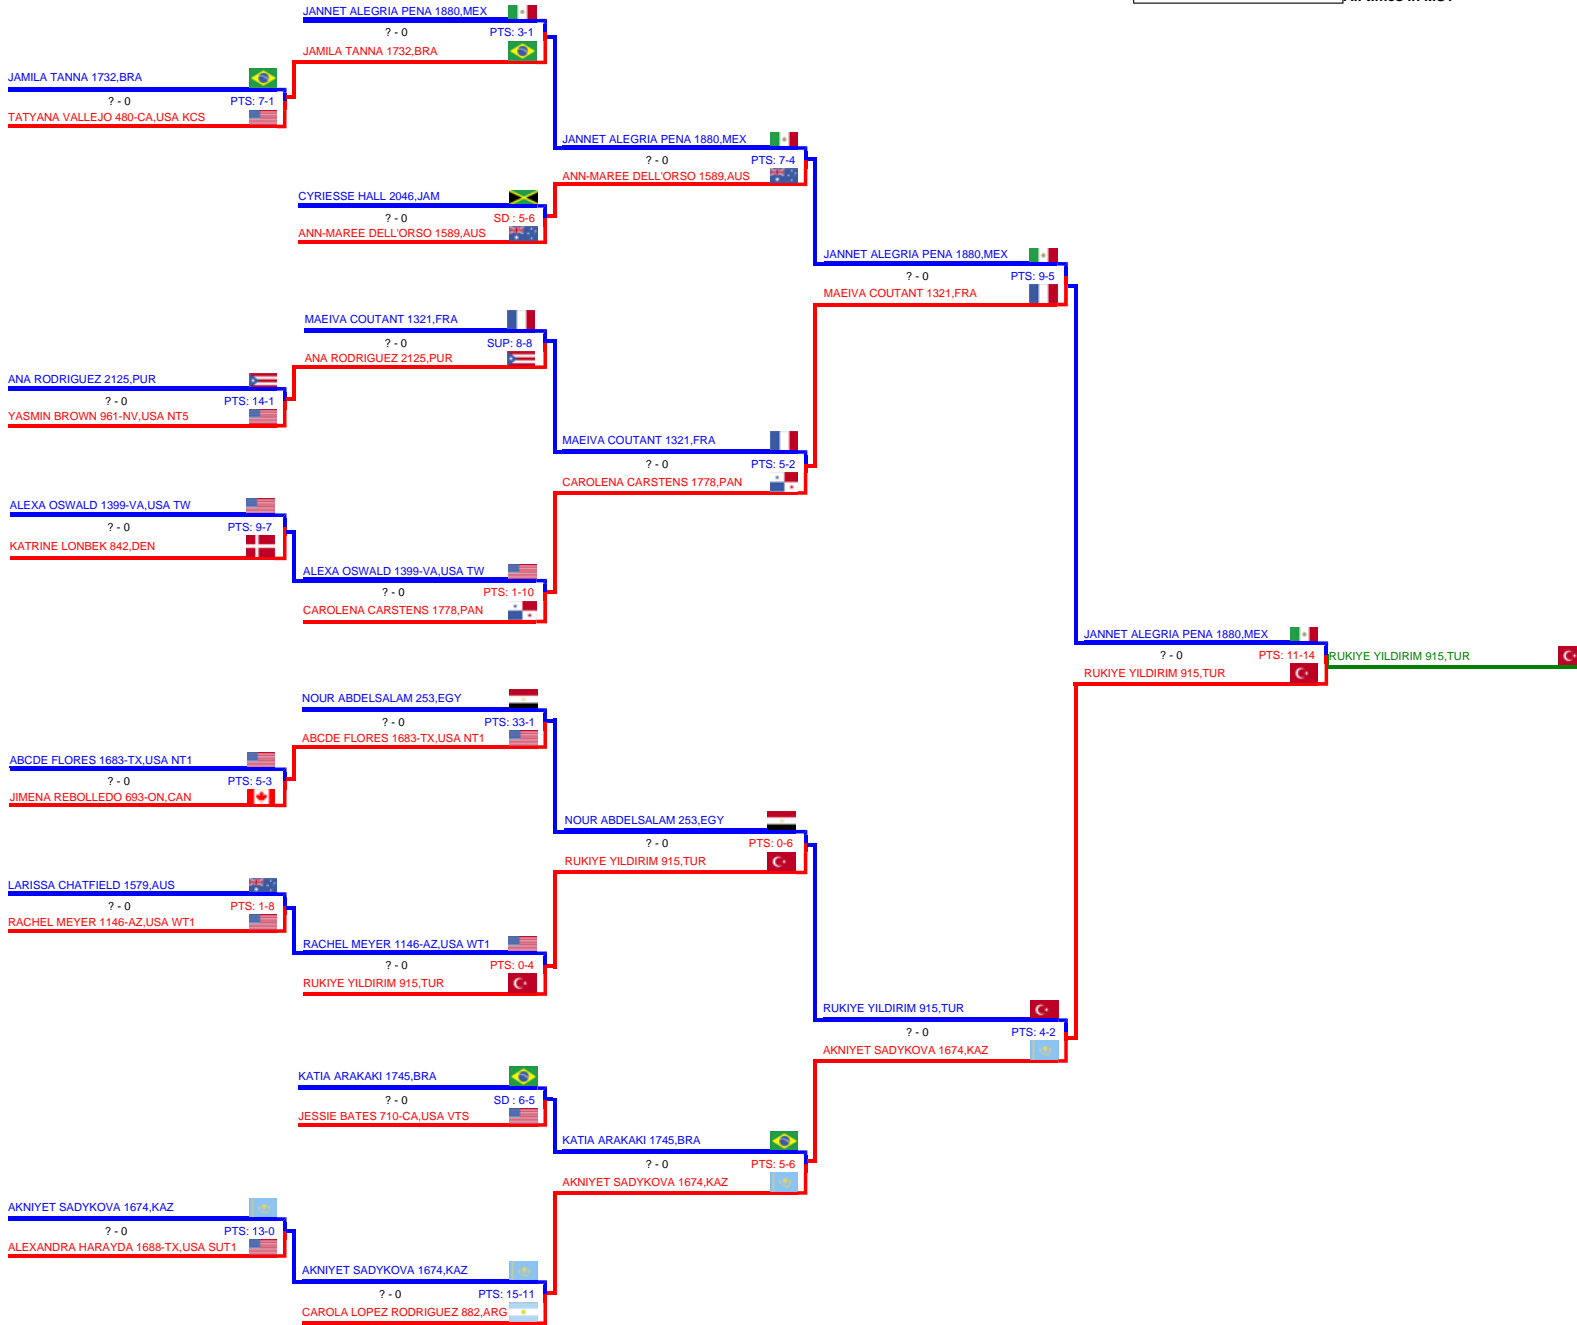 JANNET ALEGRIA PENA 1880,MEX
? - 0 PTS: 3-1
JAMILA TANNA 1732,BRA
JAMILA TANNA 1732,BRA
? - 0 PTS: 7-1
TATYANA VALLEJO 480-CA,USA KCS
JANNET ALEGRIA PENA 1880,MEX
? - 0 PTS: 7-4
ANN-MAREE DELL'ORSO 1589,AUS
CYRIESSE HALL 2046,JAM
? - 0 SD : 5-6
ANN-MAREE DELL'ORSO 1589,AUS
JANNET ALEGRIA PENA 1880,MEX
? - 0 PTS: 9-5
MAEIVA COUTANT 1321,FRA
MAEIVA COUTANT 1321,FRA
? - 0 SUP: 8-8
ANA RODRIGUEZ 2125,PUR
ANA RODRIGUEZ 2125,PUR
? - 0 PTS: 14-1
YASMIN BROWN 961-NV,USA NT5
MAEIVA COUTANT 1321,FRA
? - 0 PTS: 5-2
CAROLENA CARSTENS 1778,PAN
ALEXA OSWALD 1399-VA,USA TW
? - 0 PTS: 9-7
KATRINE LONBEK 842,DEN
ALEXA OSWALD 1399-VA,USA TW
? - 0 PTS: 1-10
CAROLENA CARSTENS 1778,PAN
JANNET ALEGRIA PENA 1880,MEX
? - 0 PTS: 11-14
RUKIYE YILDIRIM 915,TUR
RUKIYE YILDIRIM 915,TUR
NOUR ABDELSALAM 253,EGY
? - 0 PTS: 33-1
ABCDE FLORES 1683-TX,USA NT1
ABCDE FLORES 1683-TX,USA NT1
? - 0 PTS: 5-3
JIMENA REBOLLEDO 693-ON,CAN
NOUR ABDELSALAM 253,EGY
? - 0 PTS: 0-6
RUKIYE YILDIRIM 915,TUR
LARISSA CHATFIELD 1579,AUS
? - 0 PTS: 1-8
RACHEL MEYER 1146-AZ,USA WT1
RACHEL MEYER 1146-AZ,USA WT1
? - 0 PTS: 0-4
RUKIYE YILDIRIM 915,TUR
RUKIYE YILDIRIM 915,TUR
? - 0 PTS: 4-2
AKNIYET SADYKOVA 1674,KAZ
KATIA ARAKAKI 1745,BRA
? - 0 SD : 6-5
JESSIE BATES 710-CA,USA VTS
KATIA ARAKAKI 1745,BRA
? - 0 PTS: 5-6
AKNIYET SADYKOVA 1674,KAZ
AKNIYET SADYKOVA 1674,KAZ
? - 0 PTS: 13-0
ALEXANDRA HARAYDA 1688-TX,USA SUT1
AKNIYET SADYKOVA 1674,KAZ
? - 0 PTS: 15-11
CAROLA LOPEZ RODRIGUEZ 882,ARG